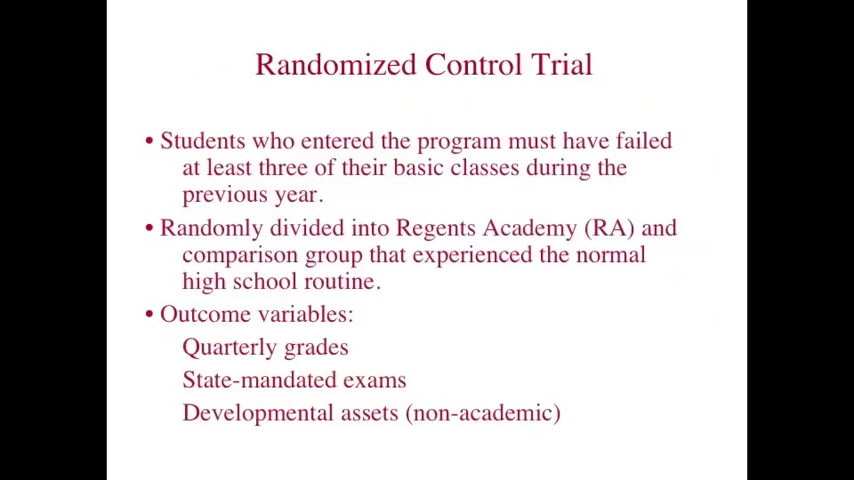 Randomized Control Trial
• Students who entered the program must have failed
at least three of their basic classes during the
previous year.
• Randomly divided into Regents Academy (RA) and
comparison group that experienced the normal
high school routine.
• Outcome variables:
Quarterly grades
State-mandated exams
Developmental assets (non-academic)